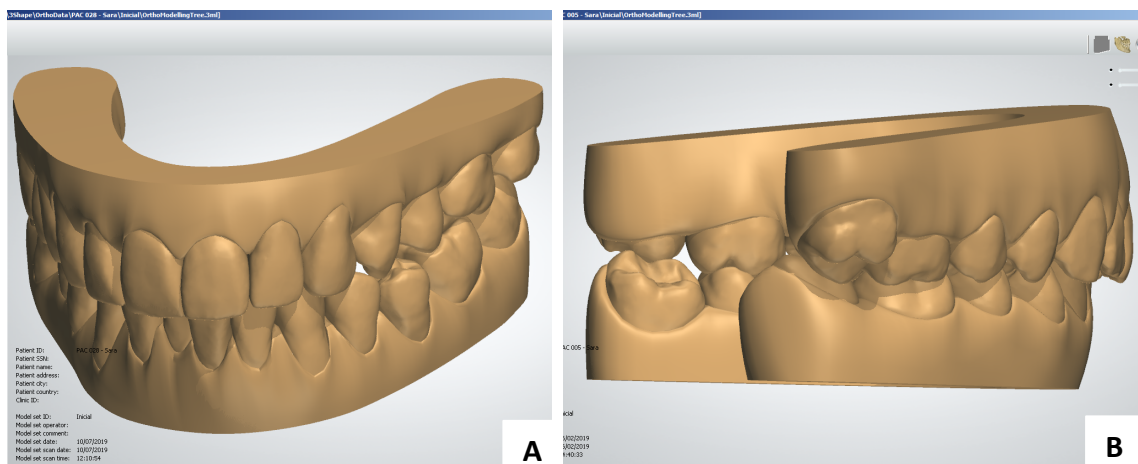 \3Shape\OrthoData\PAC 028 - Sara\Inicial\OrthoModellingTree.3ml]
Patient ID: PAC 028 - Sara
Patient SSN:
Patient name:
Patient address:
Patient city:
Patient country:
Clinic ID:
Model set ID: Inicial
Model set operator:
Model set comment:
Model set date: 10/07/2019
Model set scan date: 10/07/2019
Model set scan time: 12:10:54
A
C 005 - Sara\Inicial\OrthoModellingTree.3ml]
AC 005 - Sara
icial
/02/2019
/02/2019
:40:33
B